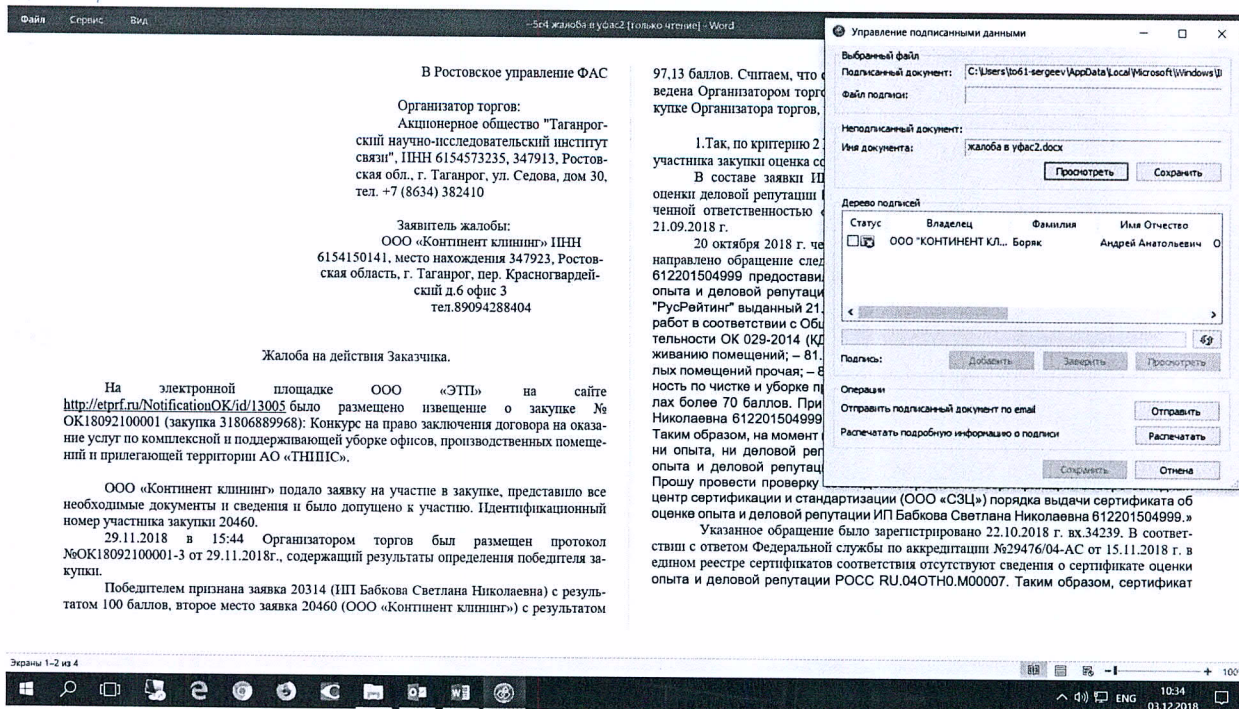 Файл Сервис Вид
--5c4 жалоба в уфас2 [только чтение] - Word
В Ростовское управление ФАС
Организатор торгов:
Акционерное общество "Таганрог-
ский научно-исследовательский институт
связи", ИНН 6154573235, 347913, Ростов-
ская обл., г. Таганрог, ул. Седова, дом 30,
тел. +7 (8634) 382410
Заявитель жалобы:
ООО «Континент клининг» ИНН
6154150141, место нахождения 347923, Ростов-
ская область, г. Таганрог, пер. Красногвардей-
ский д.6 офис 3
тел.89094288404
Жалоба на действия Заказчика.
На электронной площадке ООО «ЭТП» на сайте
http://etprf.ru/NotificationOK/id/13005 было размещено извещение о закупке №
ОК18092100001 (закупка 31806889968): Конкурс на право заключения договора на оказа-
ние услуг по комплексной и поддерживающей уборке офисов, производственных помеще-
ний и прилегающей территории АО «ТНИИС».
ООО «Континент клининг» подало заявку на участие в закупке, представило все
необходимые документы и сведения и было допущено к участию. Идентификационный
номер участника закупки 20460.
29.11.2018 в 15:44 Организатором торгов был размещен протокол
№ОК18092100001-3 от 29.11.2018г., содержащий результаты определения победителя за-
купки.
Победителем признана заявка 20314 (ИП Бабкова Светлана Николаевна) с резуль-
татом 100 баллов, второе место заявка 20460 (ООО «Континент клининг») с результатом
97,13 баллов. Считаем, что
ведена Организатором торго
купке Организатора торгов,
1.Так, по критерию 2
участника закупки оценка со
В составе заявки ИП
оценки деловой репутации
ченной ответственностью
21.09.2018 г.
20 октября 2018 г. че
направлено обращение след
612201504999 предостави
опыта и деловой репутаци
"РусРейтинг" выданный 21.
работ в соответствии с Общ
тельности ОК 029-2014 (КД
живанию помещений; – 81.
лых помещений прочая; – 8
ность по чистке и уборке п
лах более 70 баллов. При
Николаевна 612201504999
Таким образом, на момент
ни опыта, ни деловой реп
опыта и деловой репутац
Прошу провести проверку
центр сертификации и стандартизации (ООО «СЗЦ») порядка выдачи сертификата об
оценке опыта и деловой репутации ИП Бабкова Светлана Николаевна 612201504999.»
Указанное обращение было зарегистрировано 22.10.2018 г. вх.34239. В соответ-
ствии с ответом Федеральной службы по аккредитации №29476/04-АС от 15.11.2018 г. в
едином реестре сертификатов соответствия отсутствуют сведения о сертификате оценки
опыта и деловой репутации РОСС RU.04ОТН0.М00007. Таким образом, сертификат
Управление подписанными данными
Выбранный файл
Подписанный документ: C:\Users\to61-sergeev\AppData\Local\Microsoft\Windows\I
Файл подписи:
Неподписанный документ:
Имя документа: жалоба в уфас2.docx
Просмотреть Сохранить
Дерево подписей
Статус Владелец Фамилия Имя Отчество
ООО "КОНТИНЕНТ КЛ... Боряк Андрей Анатольевич О
Подпись: Добавить Заверить Просмотреть
Операции
Отправить подписанный документ по email Отправить
Распечатать подробную информацию о подписи Распечатать
Сохранить Отмена
Экраны 1–2 из 4
100%
ENG 10:34
03.12.2018